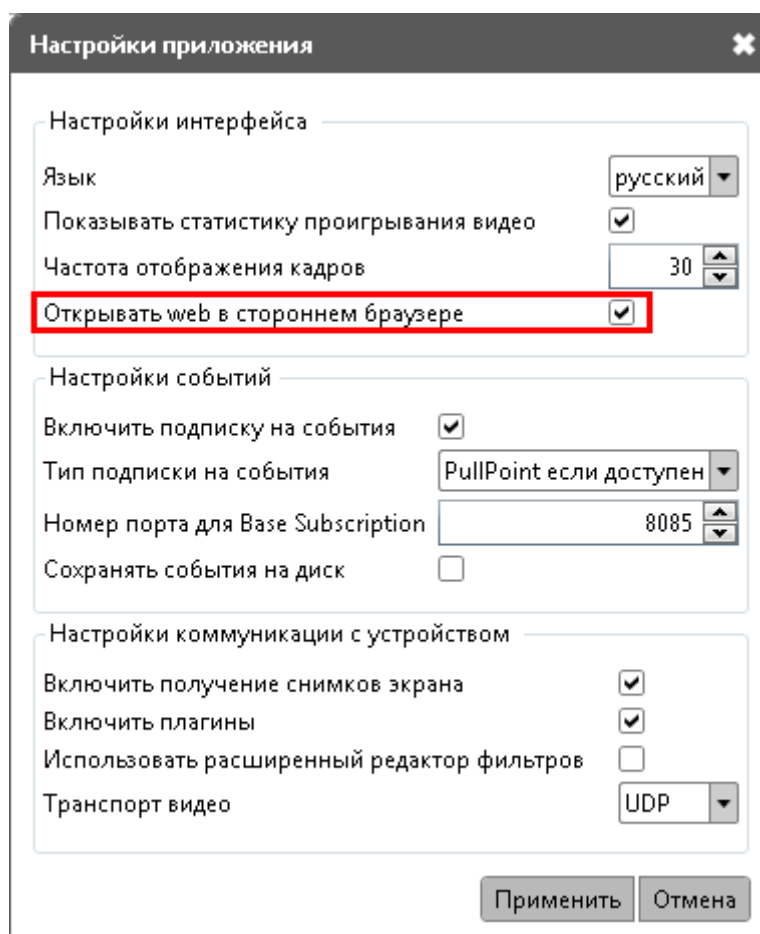 Настройки приложения
Настройки интерфейса
Язык русский
Показывать статистику проигрывания видео
Частота отображения кадров 30
Открывать web в стороннем браузере
Настройки событий
Включить подписку на события
Тип подписки на события PullPoint если доступен
Номер порта для Base Subscription 8085
Сохранять события на диск
Настройки коммуникации с устройством
Включить получение снимков экрана
Включить плагины
Использовать расширенный редактор фильтров
Транспорт видео UDP
Применить Отмена